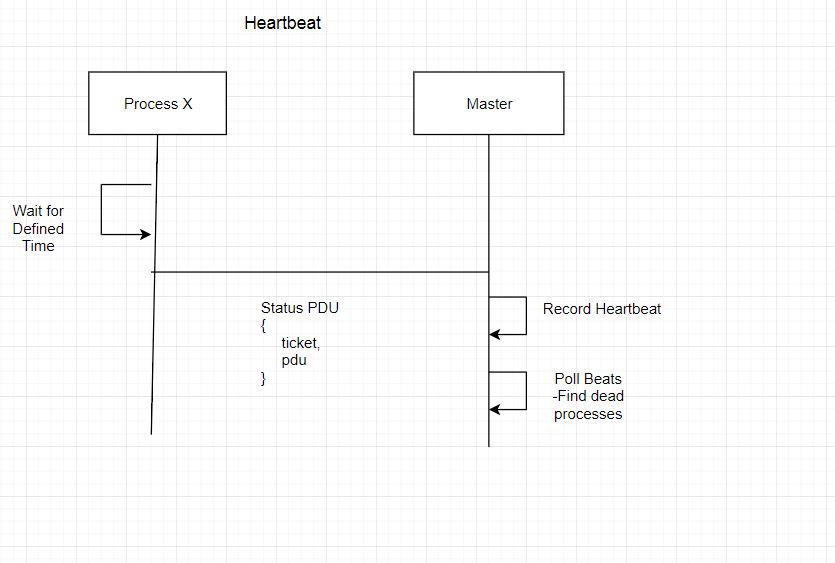 Heartbeat
Process X
Master
Wait for
Defined
Time
Status PDU
{
ticket,
pdu
}
Record Heartbeat
Poll Beats
-Find dead
processes